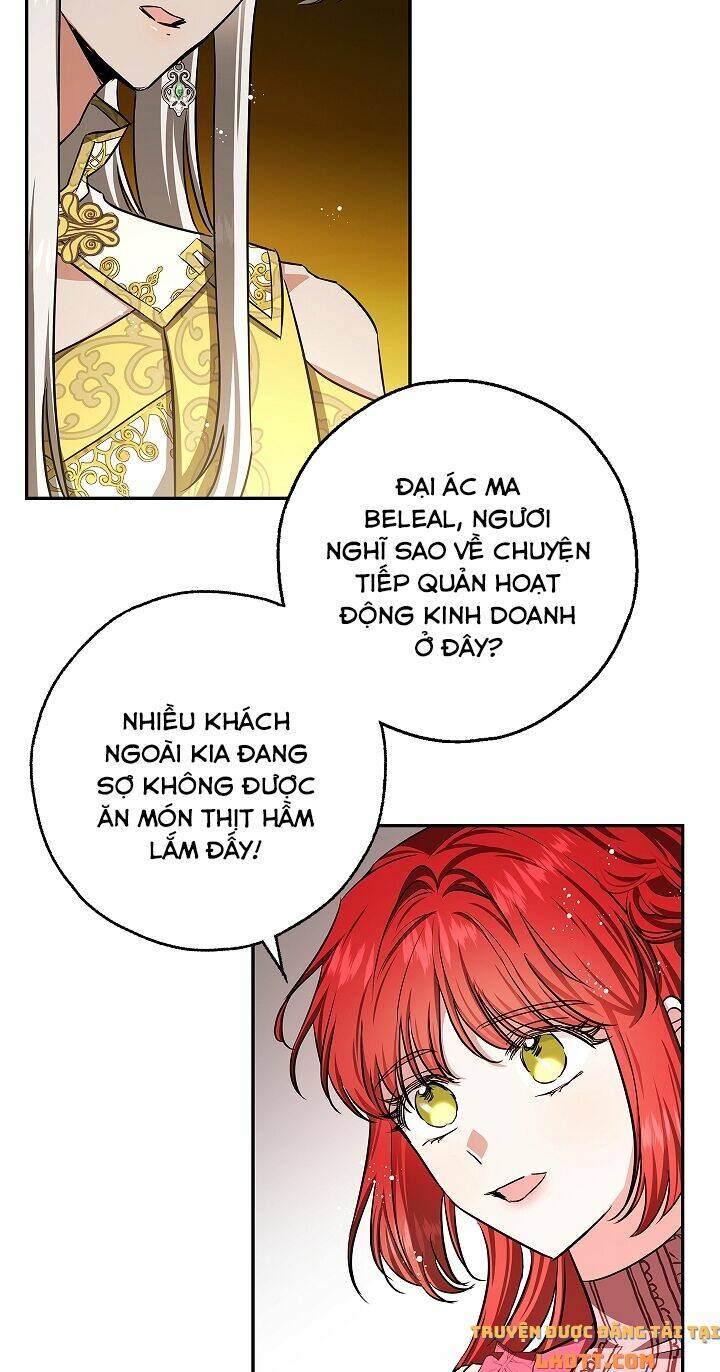 ĐẠI ÁC MA
BELEAL, NGƯƠI
NGHĨ SAO VỀ CHUYỆN
TIẾP QUẢN HOẠT
ĐỘNG KINH DOANH
Ở ĐÂY?
NHIỀU KHÁCH
NGOÀI KIA ĐANG
SỢ KHÔNG ĐƯỢC
ĂN MÓN THỊT HẦM
LẮM ĐẤY!
TRUYỆN ĐƯỢC ĐĂNG TẢI TẠI
LXOTT.COM